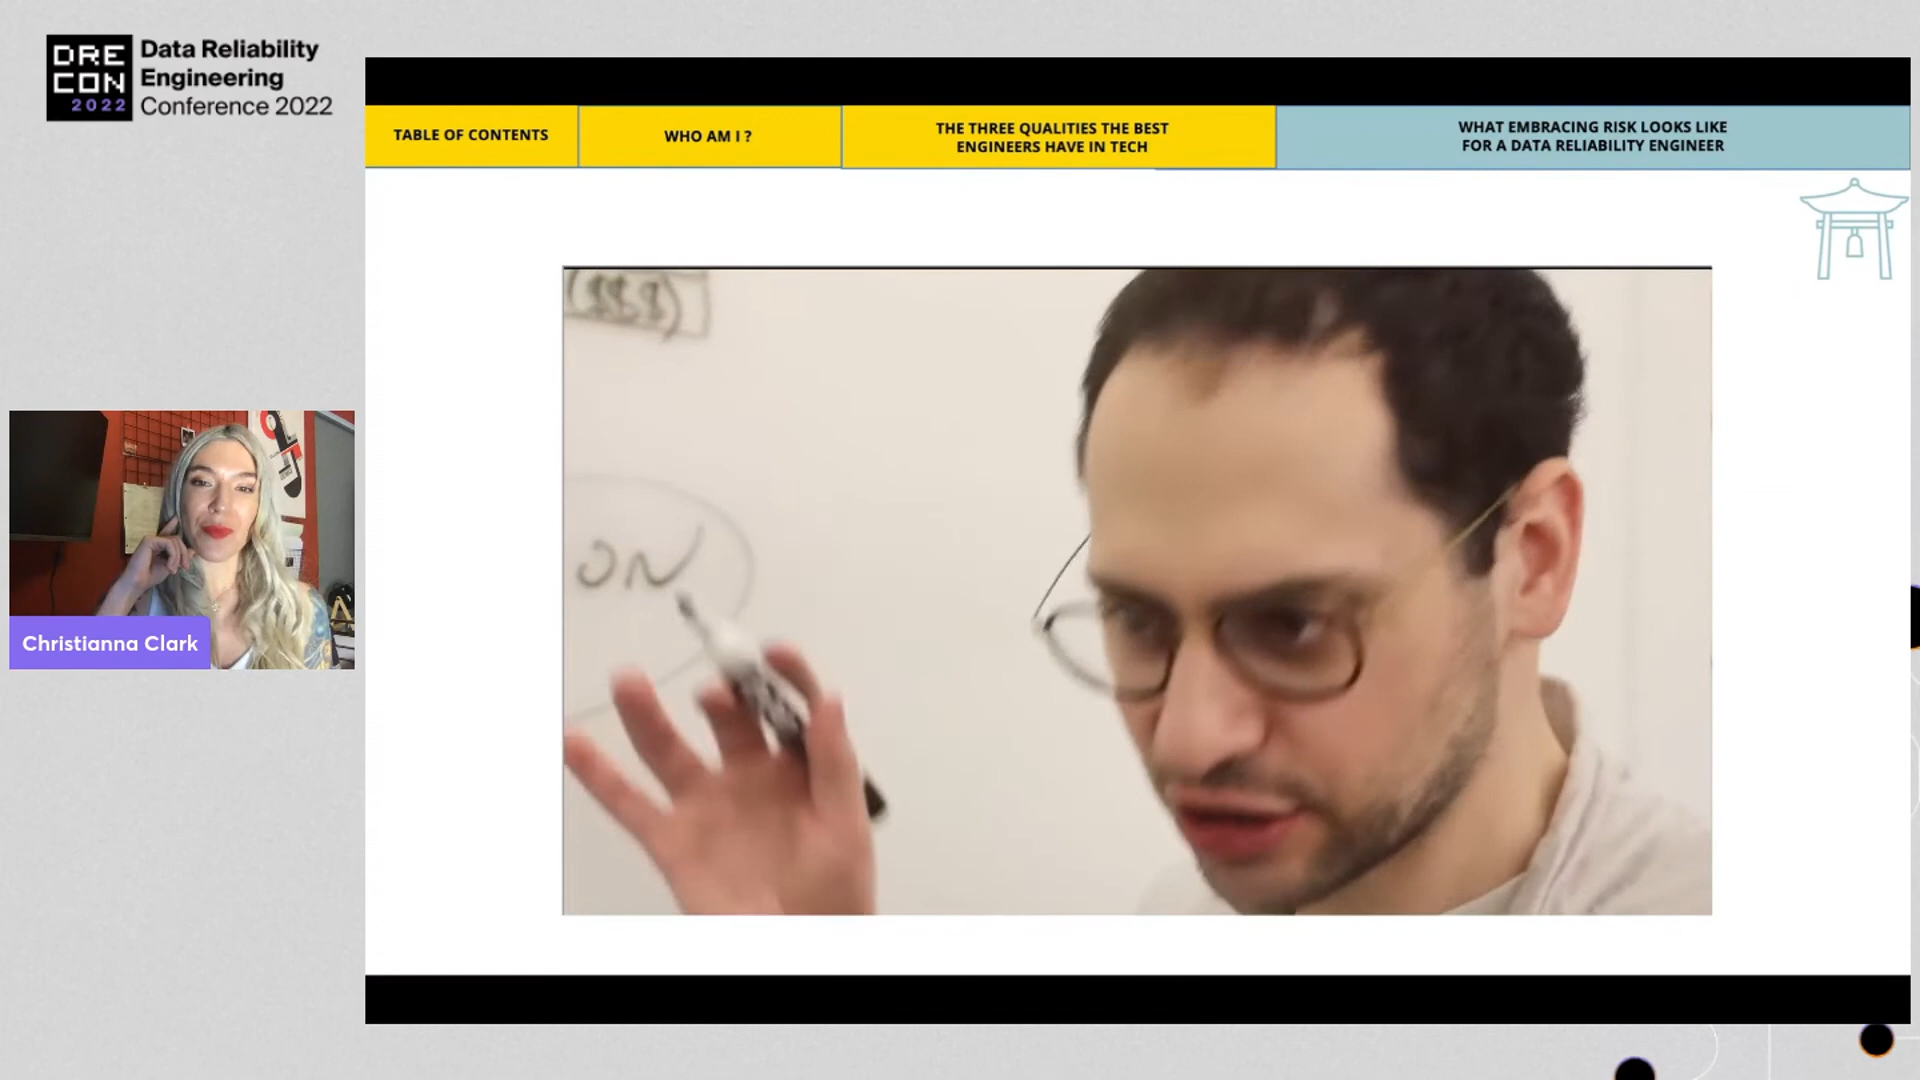 DRE
CON
2022
Data Reliability
Engineering
Conference 2022
TABLE OF CONTENTS
WHO AM I ?
THE THREE QUALITIES THE BEST
ENGINEERS HAVE IN TECH
WHAT EMBRACING RISK LOOKS LIKE
FOR A DATA RELIABILITY ENGINEER
($$$)
ON
Christianna Clark